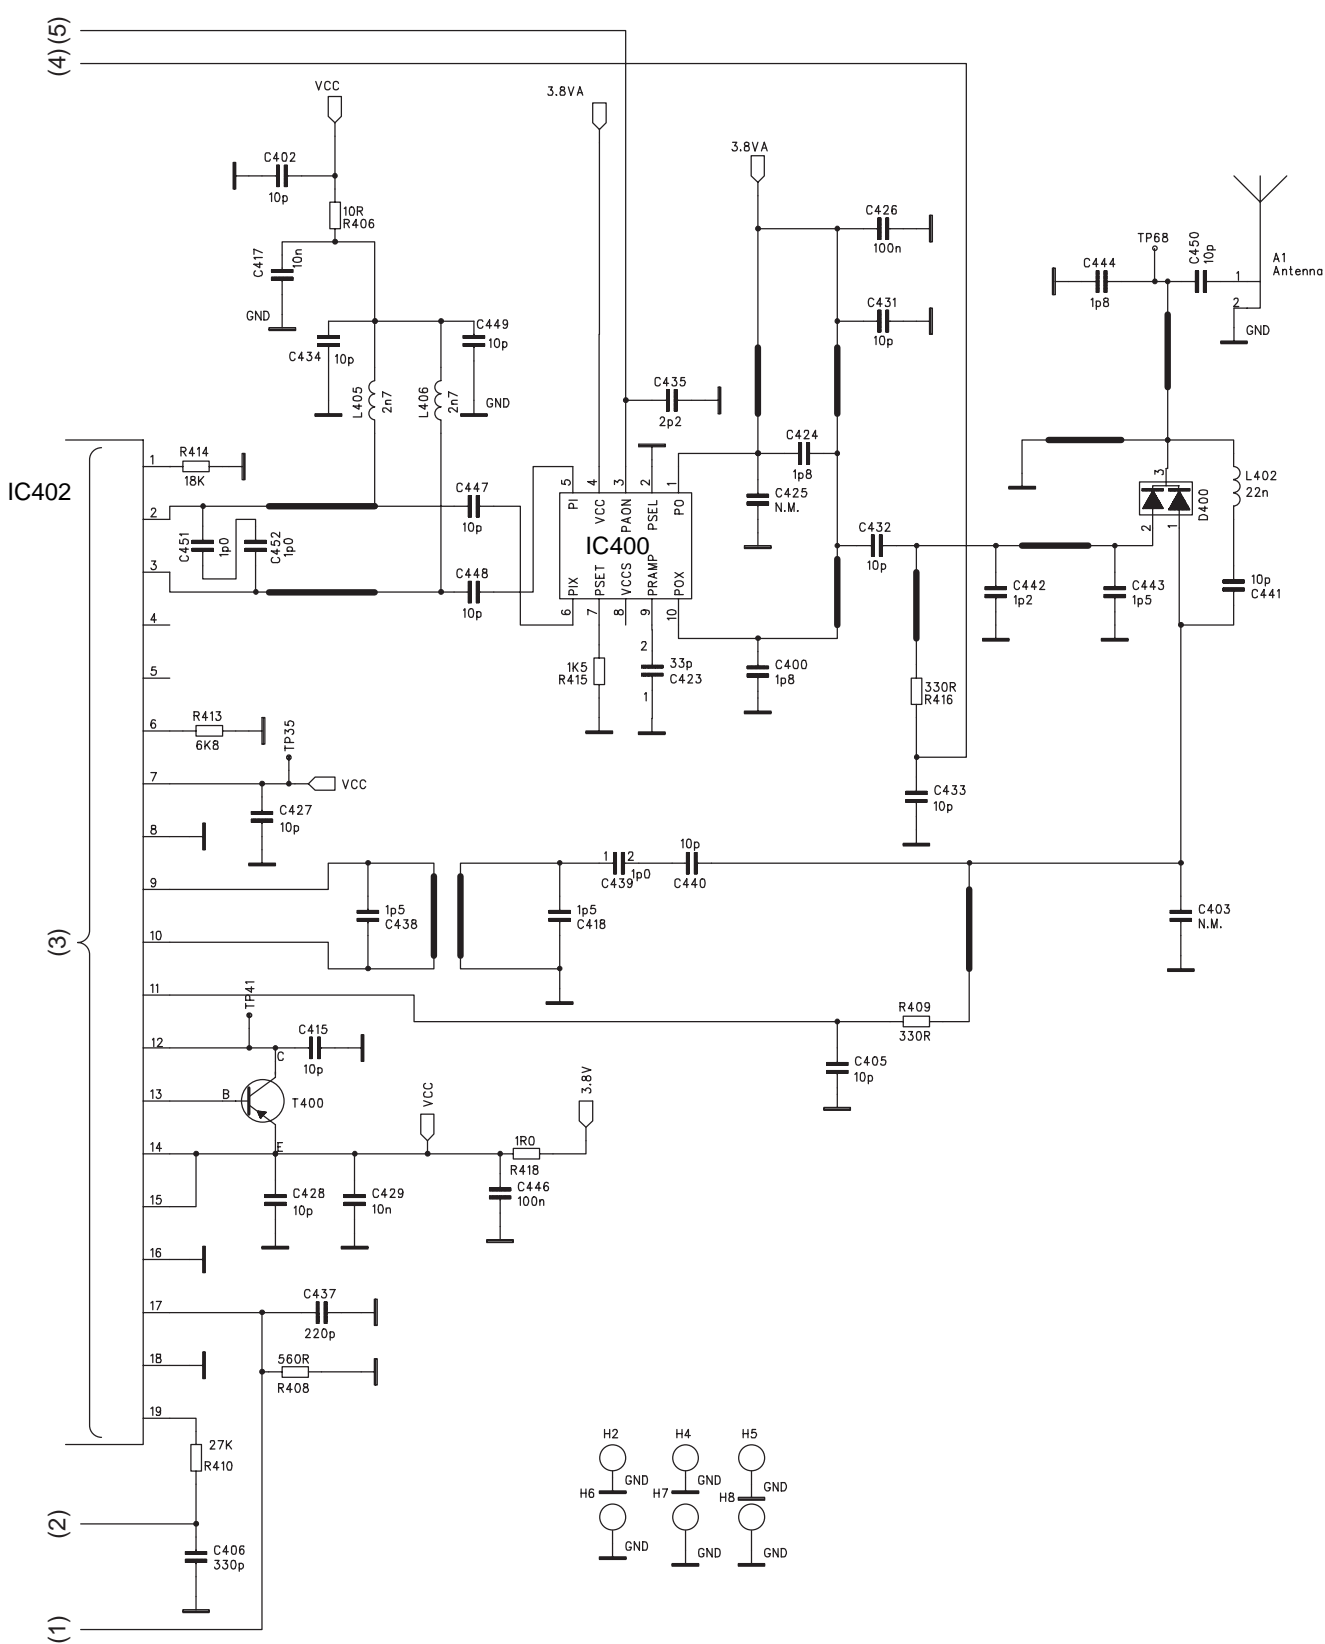 (5)
(4)
VCC
3.8VA
3.8VA
C402
10p
10R
R406
C417
10n
GND
C434
10p
C449
10p
GND
L405
2n7
L406
2n7
C435
2p2
C426
100n
C431
10p
C424
1p8
C425
N.M.
TP68
C444
1p8
C450
10p
1
2
A1
Antenna
GND
IC402
(3)
1
R414
18K
2
C451
1p0
C452
1p0
3
C447
10p
C448
10p
5
4
3
2
1
PI
VCC
PAON
PSEL
PO
IC400
PIX
PSET
VCCS
PRAMP
POX
6
7
8
9
10
1K5
R415
2
33p
C423
1
C400
1p8
C432
10p
330R
R416
C433
10p
C442
1p2
C443
1p5
3
D400
2
1
L402
22n
10p
C441
4
5
6
R413
6K8
TP35
7
VCC
C427
10p
8
9
1p5
C438
1p5
C418
1
2
1p0
C439
10p
C440
C403
N.M.
10
11
TP41
R409
330R
C405
10p
12
C
C415
10p
13
B
T400
14
E
VCC
3.8V
1R0
R418
C428
10p
C429
10n
C446
100n
15
16
17
C437
220p
18
560R
R408
19
27K
R410
(2)
C406
330p
(1)
H2
H4
H5
GND
GND
GND
H6
H7
H8
GND
GND
GND